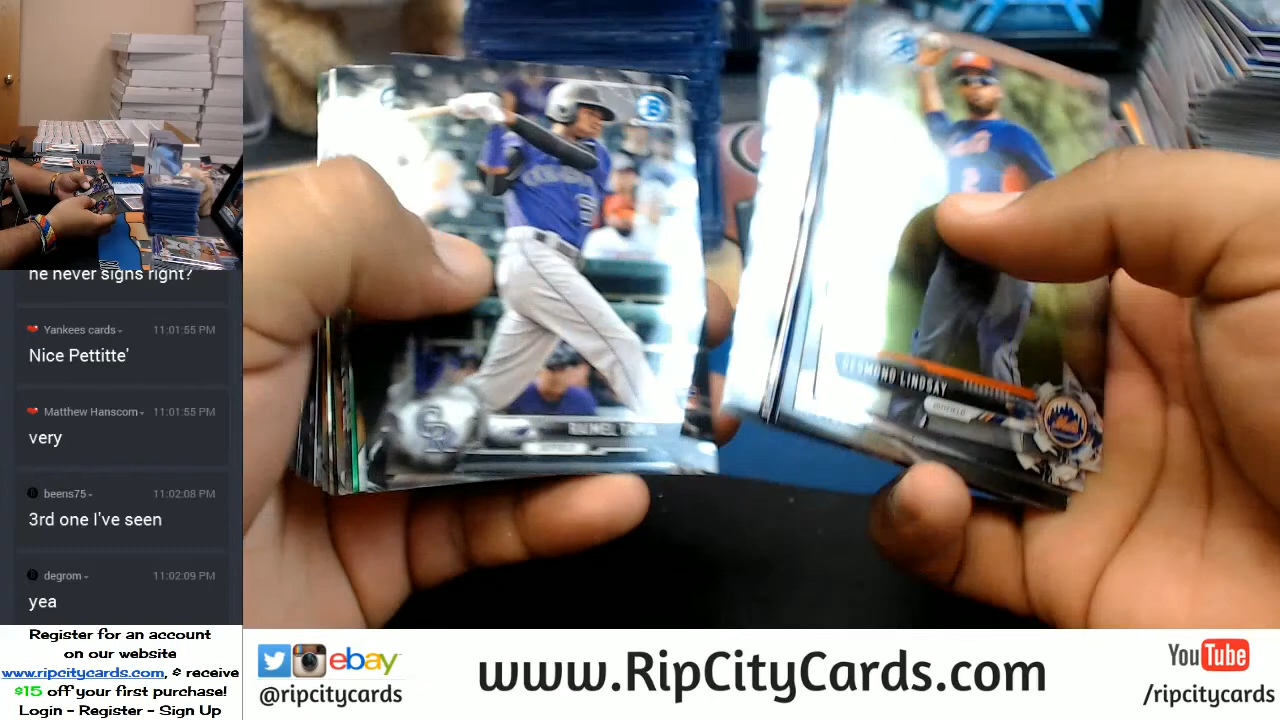 he never signs right?
Yankees cards
11:01:55 PM
Nice Pettitte'
Matthew Hanscom
11:01:55 PM
very
beens75
11:02:08 PM
3rd one I've seen
degrom
11:02:09 PM
yea
Register for an account
on our website
www.ripcitycards.com, & receive
$15 off your first purchase!
Login - Register - Sign Up
DESMOND LINDSAY
OUTFIELD
Mets
2
ebay
@ripcitycards
www.RipCityCards.com
YouTube
/ripcitycards